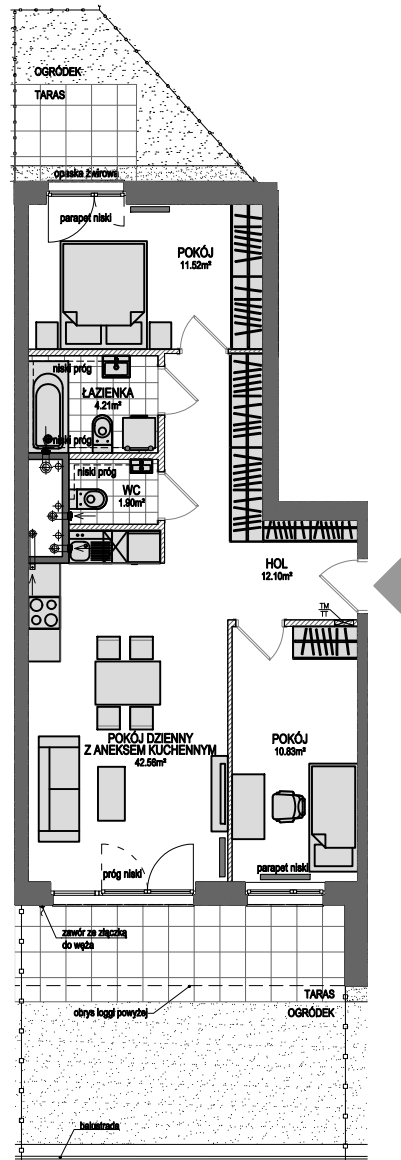 OGRÓDEK
TARAS
opaska żwirowa
parapet niski
POKÓJ
11.52m²
niski próg
ŁAZIENKA
4.21m²
niski próg
niski próg
WC
1.90m²
HOL
12.10m²
TM
TT
POKÓJ DZIENNY
Z ANEKSEM KUCHENNYM
42.56m²
POKÓJ
10.83m²
próg niski
parapet niski
zawór ze złączką
do węża
TARAS
obrys loggi powyżej
OGRÓDEK
balustrada